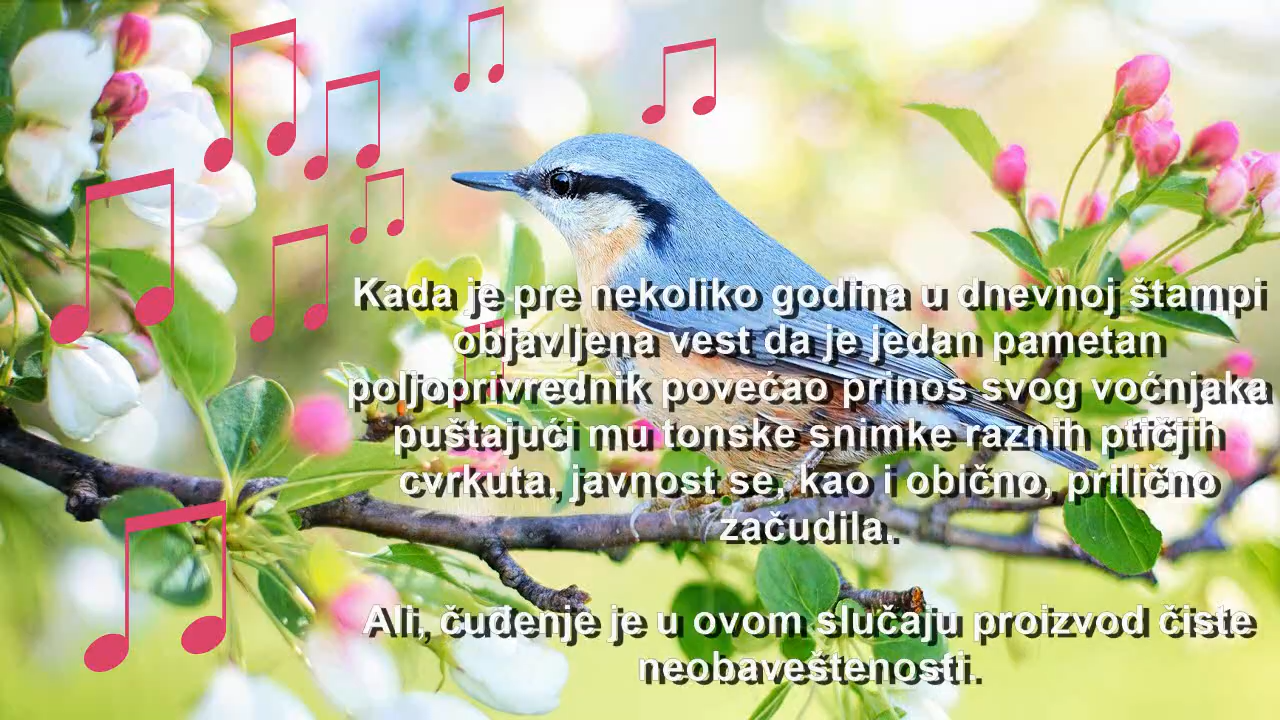 Kada je pre nekoliko godina u dnevnoj štampi
objavljena vest da je jedan pametan
poljoprivrednik povećao prinos svog voćnjaka
puštajući mu tonske snimke raznih ptičjih
cvrkuta, javnost se, kao i obično, prilično
začudila.
Ali, čuđenje je u ovom slučaju proizvod čiste
neobaveštenosti.